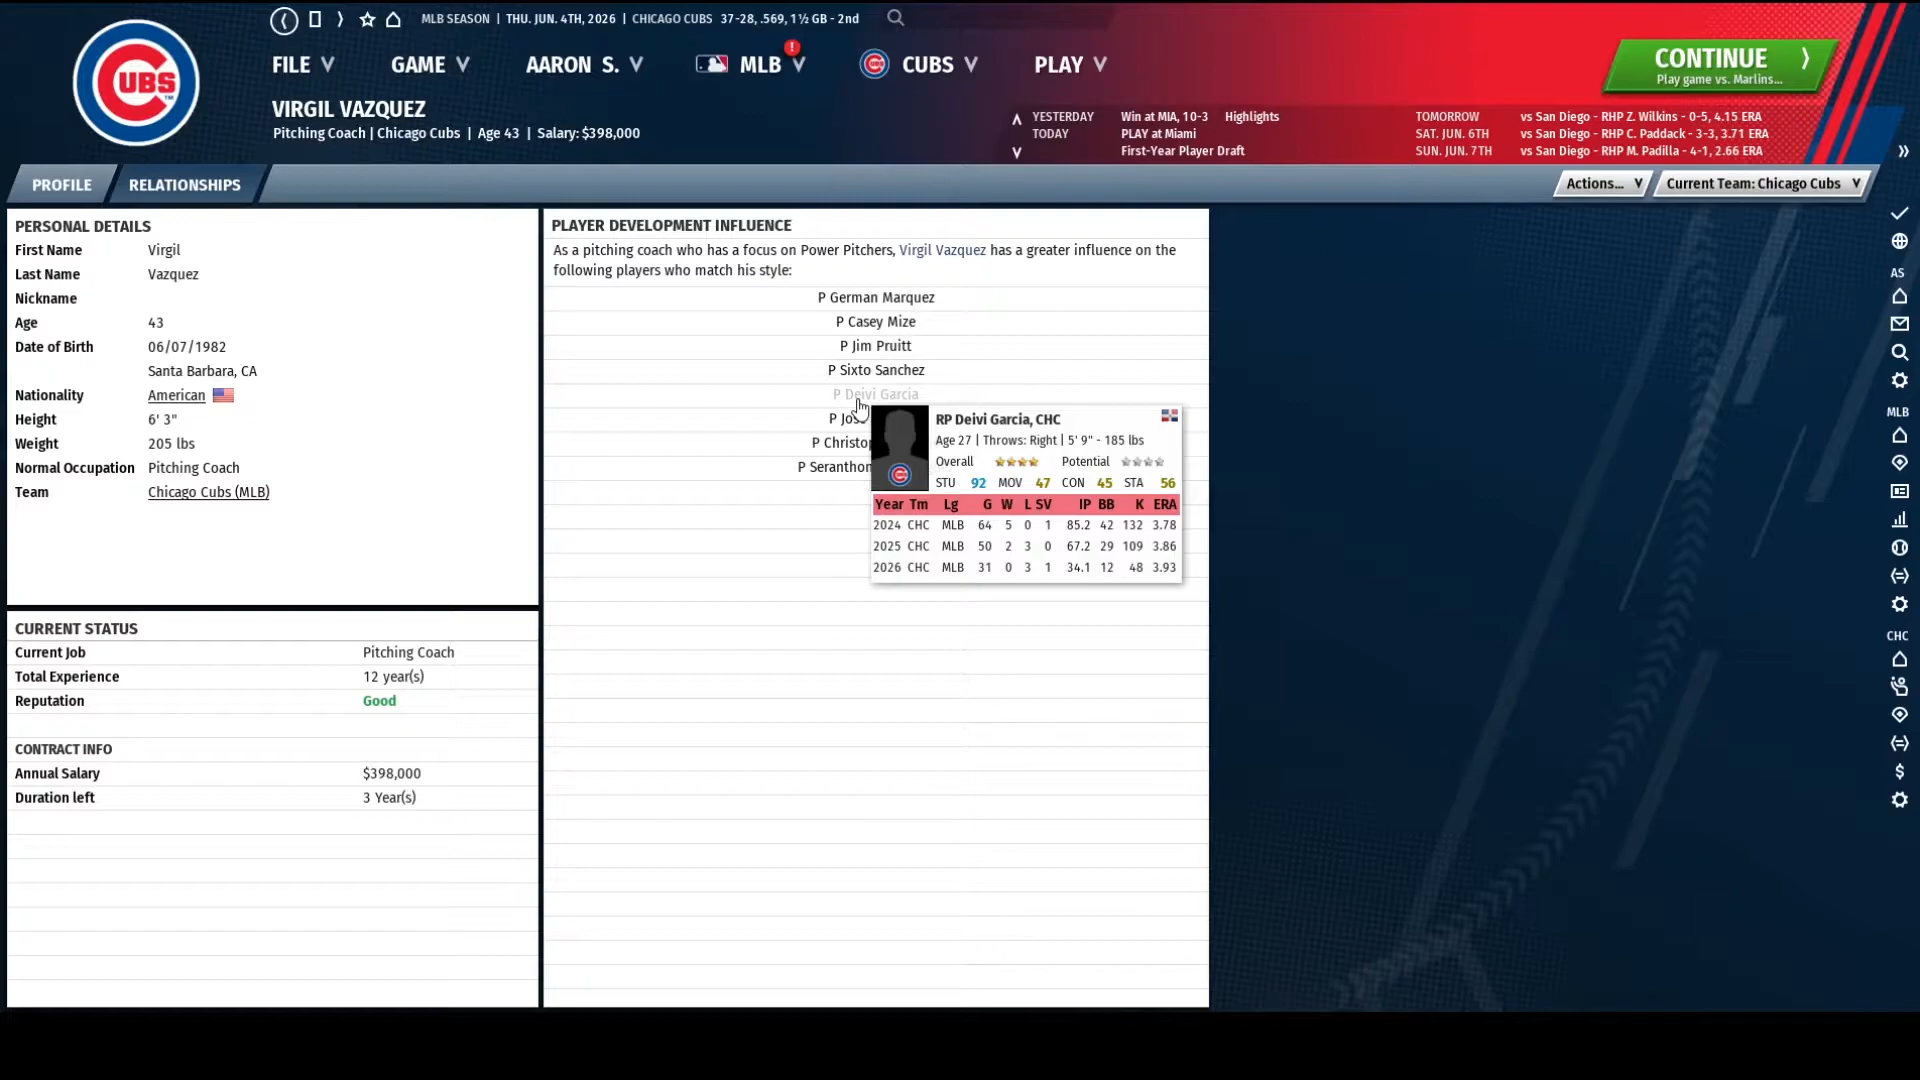 MLB SEASON | THU. JUN. 4TH, 2026 | CHICAGO CUBS 37-28, .569, 1 ½ GB - 2nd
FILE GAME AARON S. MLB ! CUBS PLAY
CONTINUE
Play game vs. Marlins...
CUBS
VIRGIL VAZQUEZ
Pitching Coach | Chicago Cubs | Age 43 | Salary: $398,000
YESTERDAY Win at MIA, 10-3 Highlights TOMORROW vs San Diego - RHP Z. Wilkins - 0-5, 4.15 ERA
TODAY PLAY at Miami SAT. JUN. 6TH vs San Diego - RHP C. Paddack - 3-3, 3.71 ERA
First-Year Player Draft SUN. JUN. 7TH vs San Diego - RHP M. Padilla - 4-1, 2.66 ERA
PROFILE RELATIONSHIPS Actions... Current Team: Chicago Cubs
PERSONAL DETAILS
First Name Virgil
Last Name Vazquez
Nickname
Age 43
Date of Birth 06/07/1982
Santa Barbara, CA
Nationality American
Height 6' 3"
Weight 205 lbs
Normal Occupation Pitching Coach
Team Chicago Cubs (MLB)
CURRENT STATUS
Current Job Pitching Coach
Total Experience 12 year(s)
Reputation Good
CONTRACT INFO
Annual Salary $398,000
Duration left 3 Year(s)
PLAYER DEVELOPMENT INFLUENCE
As a pitching coach who has a focus on Power Pitchers, Virgil Vazquez has a greater influence on the
following players who match his style:
P German Marquez
P Casey Mize
P Jim Pruitt
P Sixto Sanchez
P Deivi Garcia
P Jos
P Christo
P Seranthon
RP Deivi Garcia, CHC
Age 27 | Throws: Right | 5' 9" - 185 lbs
Overall Potential
STU 92 MOV 47 CON 45 STA 56
Year Tm Lg G W L SV IP BB K ERA
2024 CHC MLB 64 5 0 1 85.2 42 132 3.78
2025 CHC MLB 50 2 3 0 67.2 29 109 3.86
2026 CHC MLB 31 0 3 1 34.1 12 48 3.93
AS
MLB
CHC
$